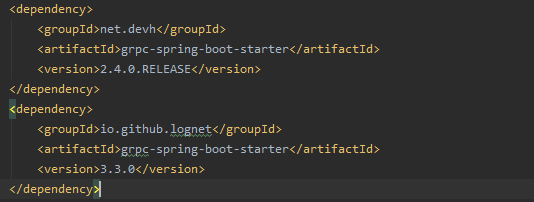 <dependency>
<groupId>net.devh</groupId>
<artifactId>grpc-spring-boot-starter</artifactId>
<version>2.4.0.RELEASE</version>
</dependency>
<dependency>
<groupId>io.github.lognet</groupId>
<artifactId>grpc-spring-boot-starter</artifactId>
<version>3.3.0</version>
</dependency>